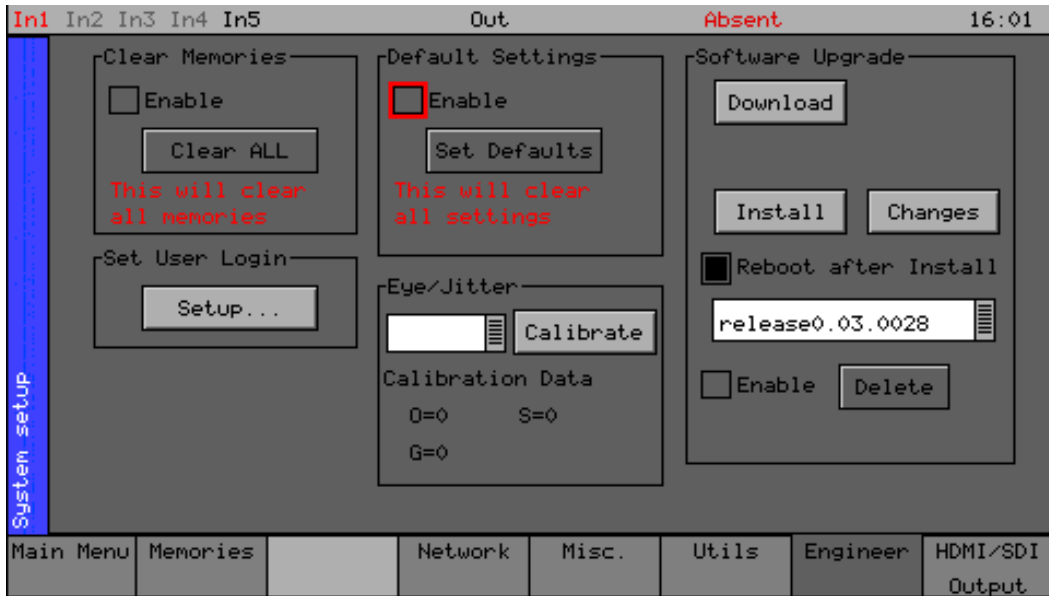 In1 In2 In3 In4 In5 Out Absent 16:01
System setup
Clear Memories
Enable
Clear ALL
This will clear
all memories
Set User Login
Setup...
Default Settings
Enable
Set Defaults
This will clear
all settings
Eye/Jitter
Calibrate
Calibration Data
O=0 S=0
G=0
Software Upgrade
Download
Install Changes
Reboot after Install
release0.03.0028
Enable Delete
Main Menu Memories Network Misc. Utils Engineer HDMI/SDI
Output